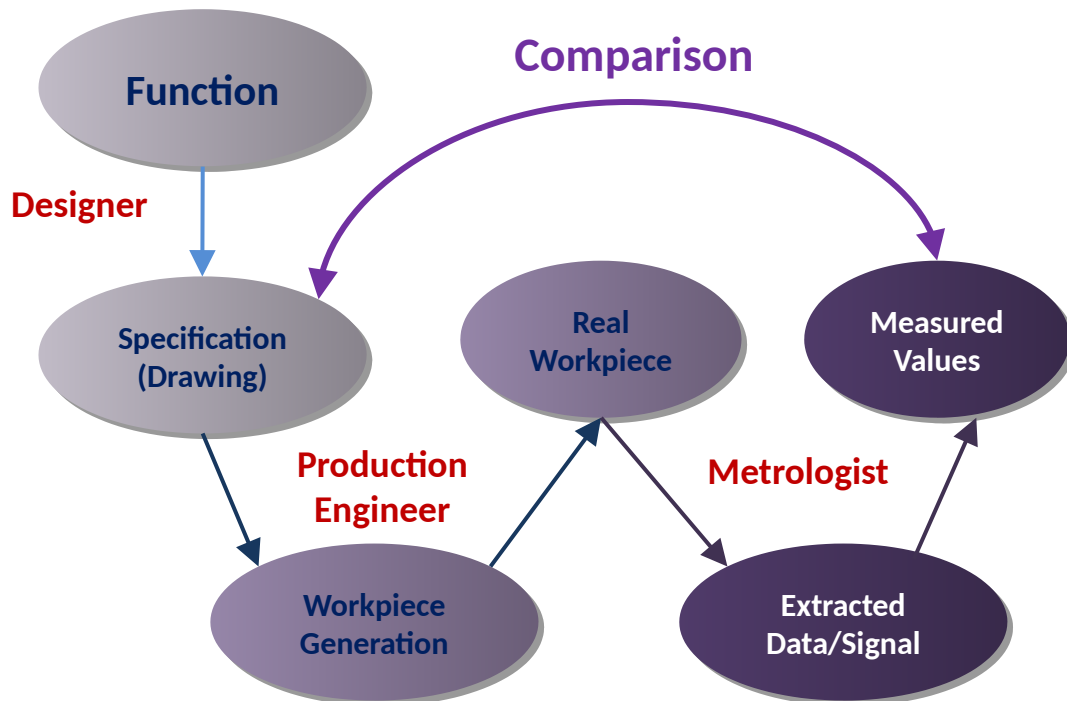 Comparison
Function
Designer
Specification
(Drawing)
Real
Workpiece
Measured
Values
Production
Engineer
Metrologist
Workpiece
Generation
Extracted
Data/Signal